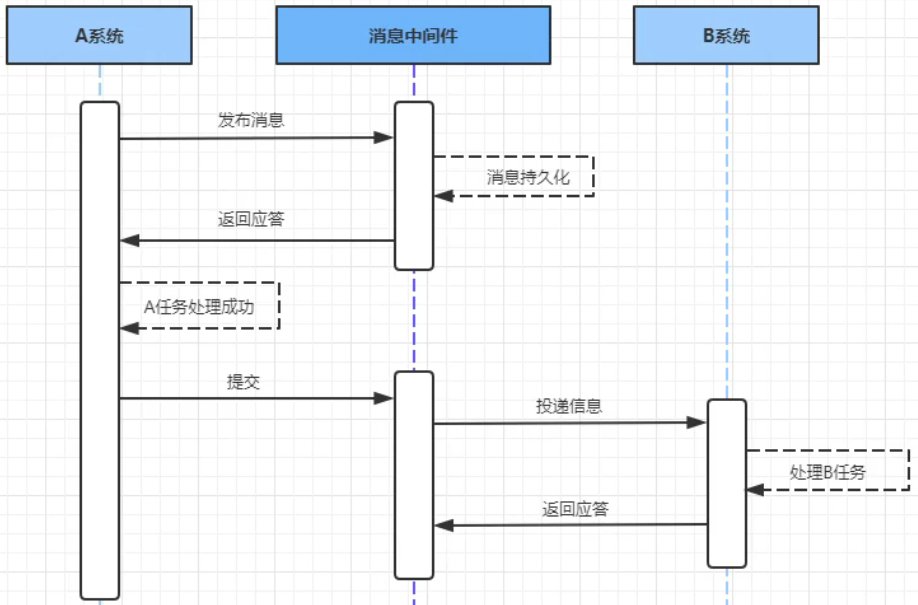 A系统
消息中间件
B系统
发布消息
消息持久化
返回应答
A任务处理成功
提交
投递信息
处理B任务
返回应答